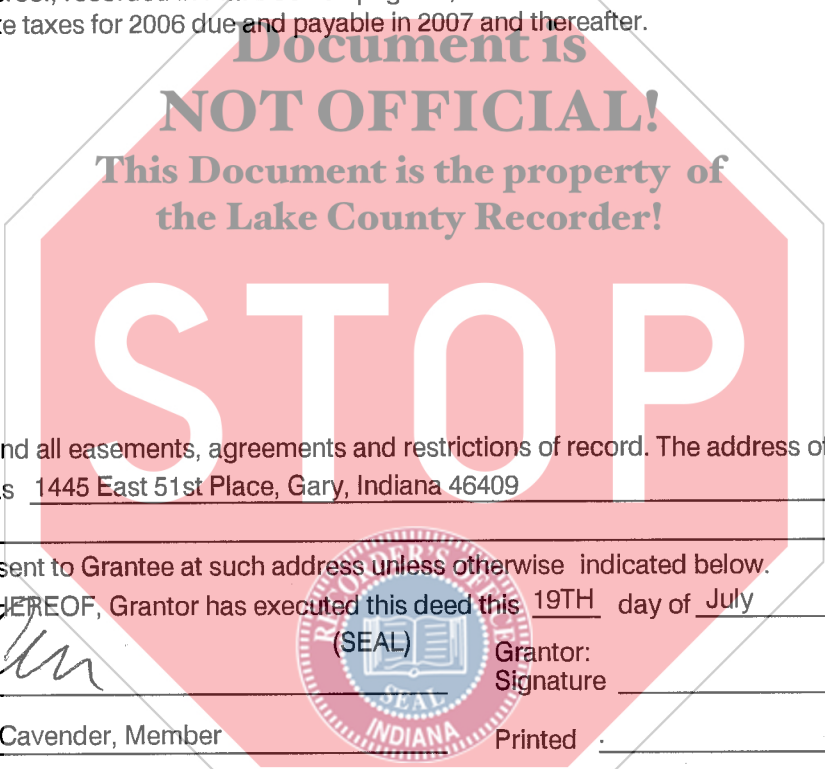 e taxes for 2006 due and payable in 2007 and thereafter.
Document is
NOT OFFICIAL!
This Document is the property of
the Lake County Recorder!
STOP
nd all easements, agreements and restrictions of record. The address of
s 1445 East 51st Place, Gary, Indiana 46409
sent to Grantee at such address unless otherwise indicated below.
HEREOF, Grantor has executed this deed this 19TH day of July
(SEAL)
Grantor:
Signature
RECORDER'S OFFICE
SEAL
INDIANA
Cavender, Member
Printed